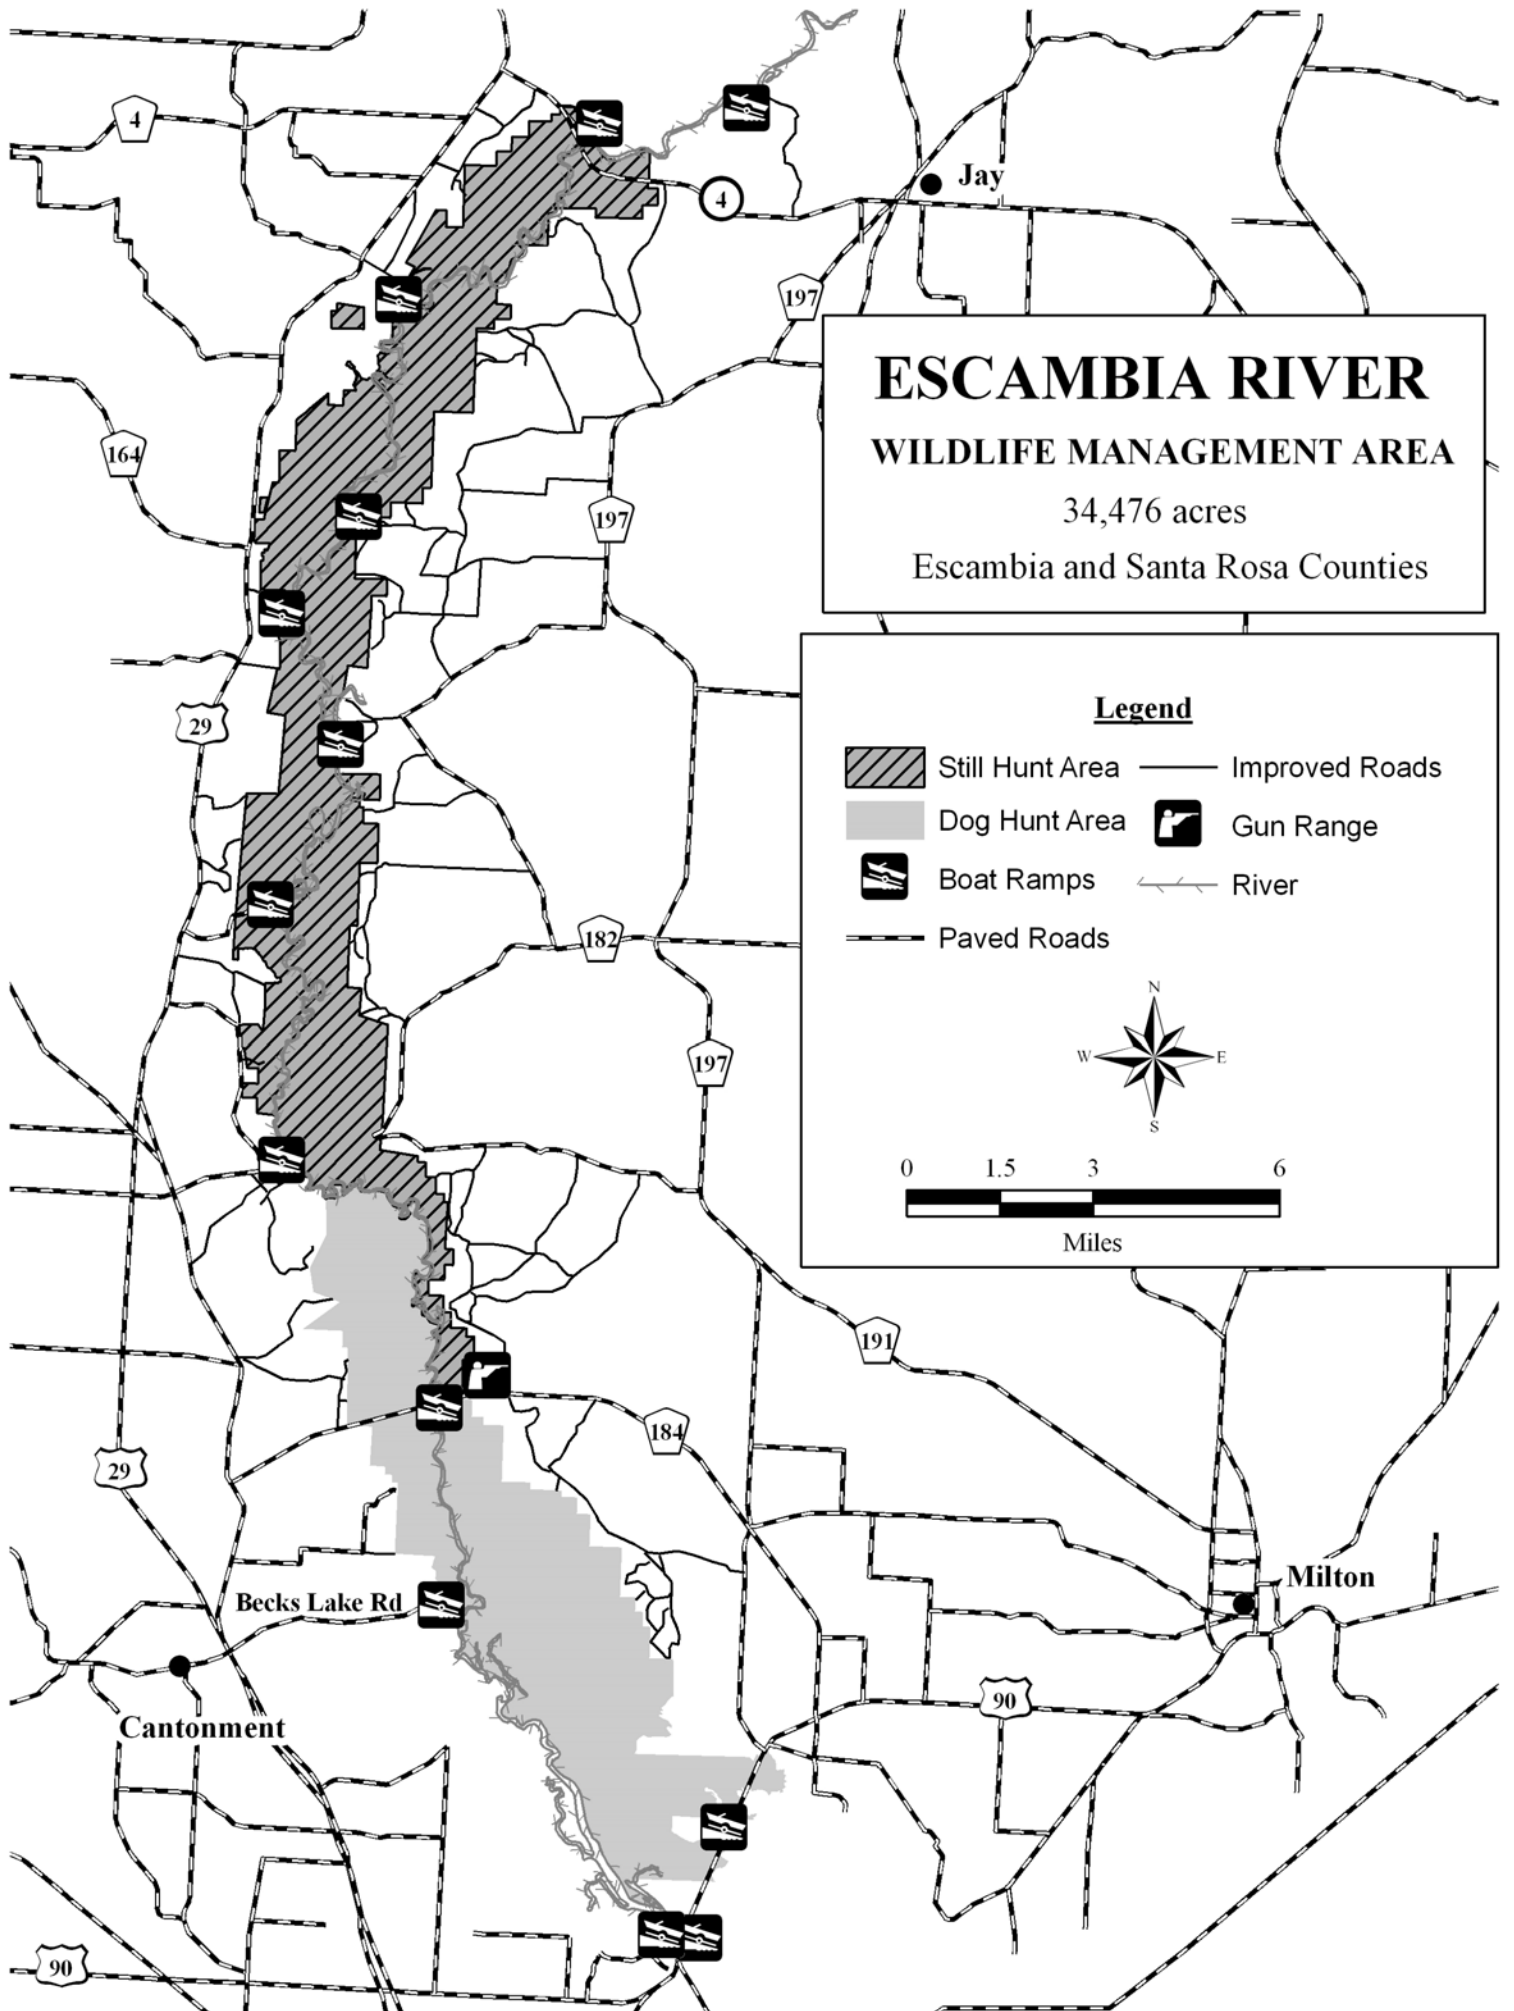 4
Jay
4
197
ESCAMBIA RIVER
WILDLIFE MANAGEMENT AREA
34,476 acres
Escambia and Santa Rosa Counties
164
197
29
Legend
Still Hunt Area
Improved Roads
Dog Hunt Area
Gun Range
Boat Ramps
River
Paved Roads
182
N
W
E
S
197
0 1.5 3 6
Miles
191
184
29
Becks Lake Rd
Milton
90
Cantonment
90